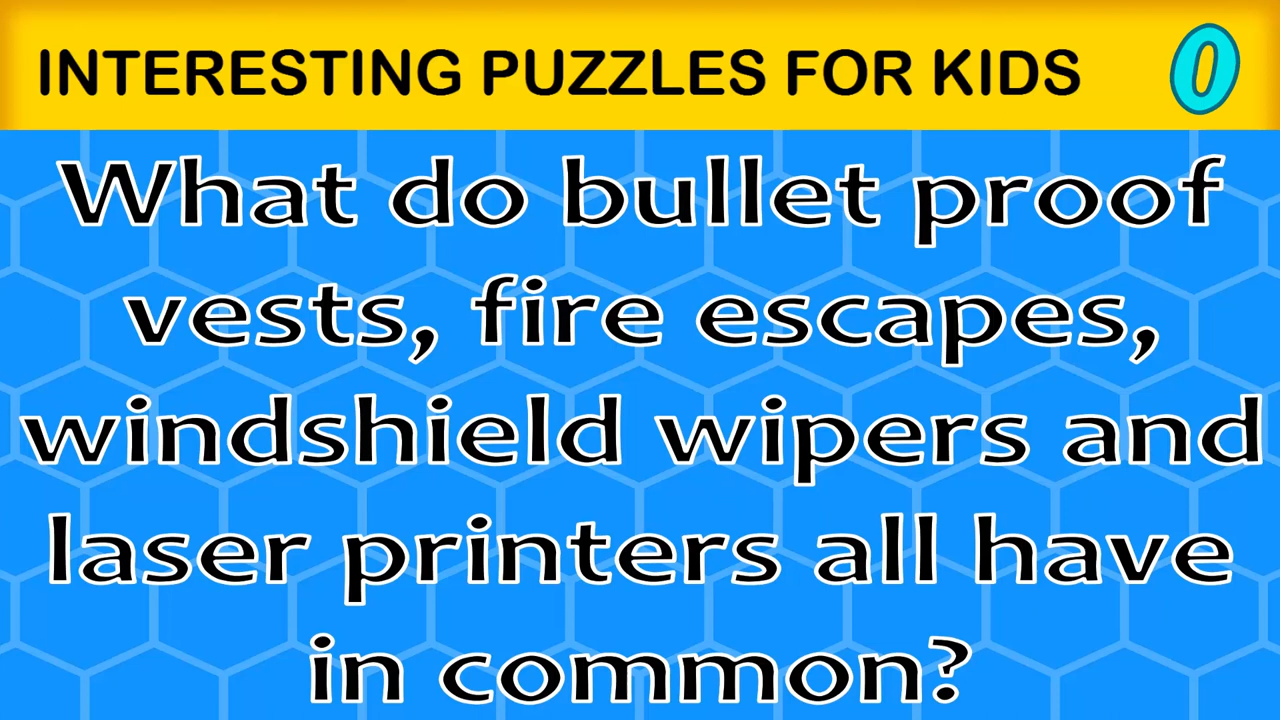 INTERESTING PUZZLES FOR KIDS 0
What do bullet proof
vests, fire escapes,
windshield wipers and
laser printers all have
in common?